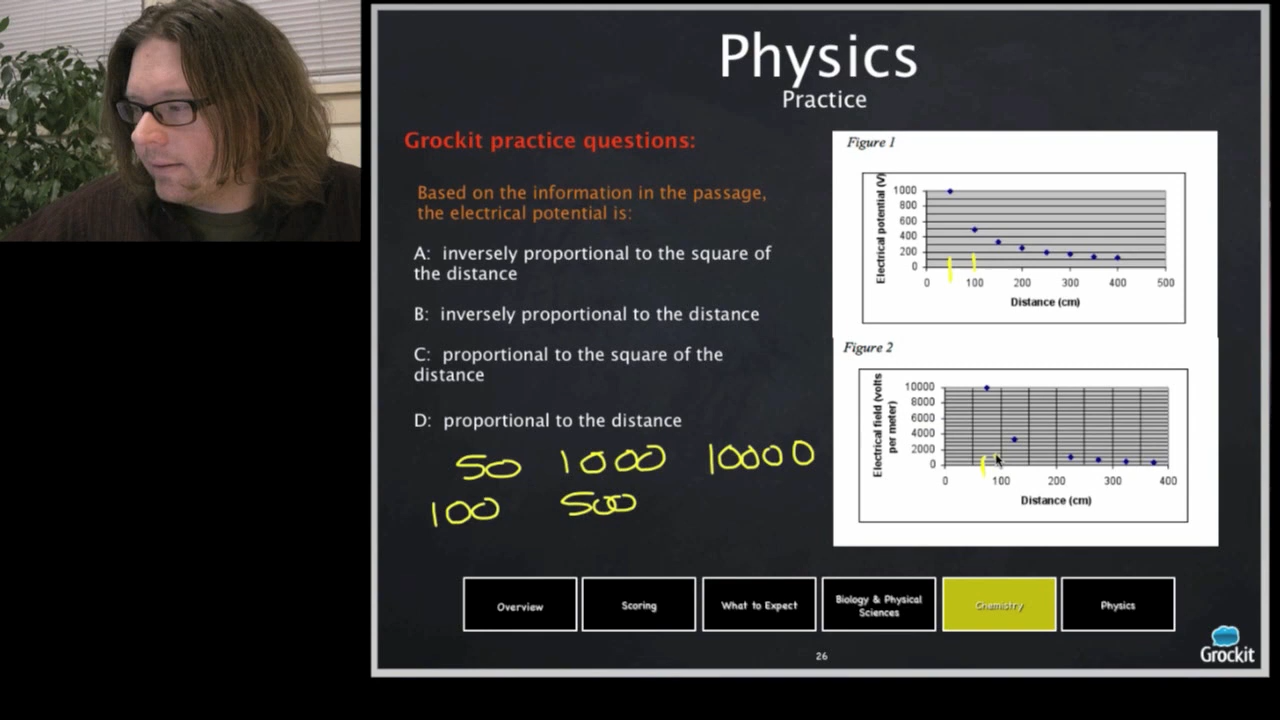 Physics
Practice
Grockit practice questions:
Based on the information in the passage,
the electrical potential is:
A: inversely proportional to the square of
the distance
B: inversely proportional to the distance
C: proportional to the square of the
distance
D: proportional to the distance
50 1000 10000
100 500
Figure 1
Electrical potential (V)
1000
800
600
400
200
0
0 100 200 300 400 500
Distance (cm)
Figure 2
Electrical field (volts
per meter)
10000
8000
6000
4000
2000
0
0 100 200 300 400
Distance (cm)
Overview
Scoring
What to Expect
Biology & Physical
Sciences
Chemistry
Physics
26
Grockit